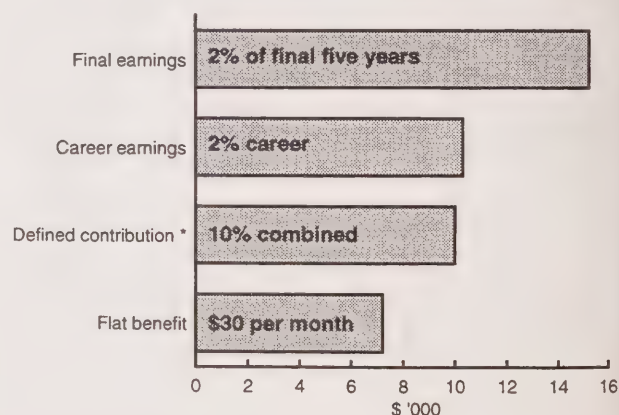 Final earnings 2% of final five years
Career earnings 2% career
Defined contribution * 10% combined
Flat benefit $30 per month
0 2 4 6 8 10 12 14 16
$ '000